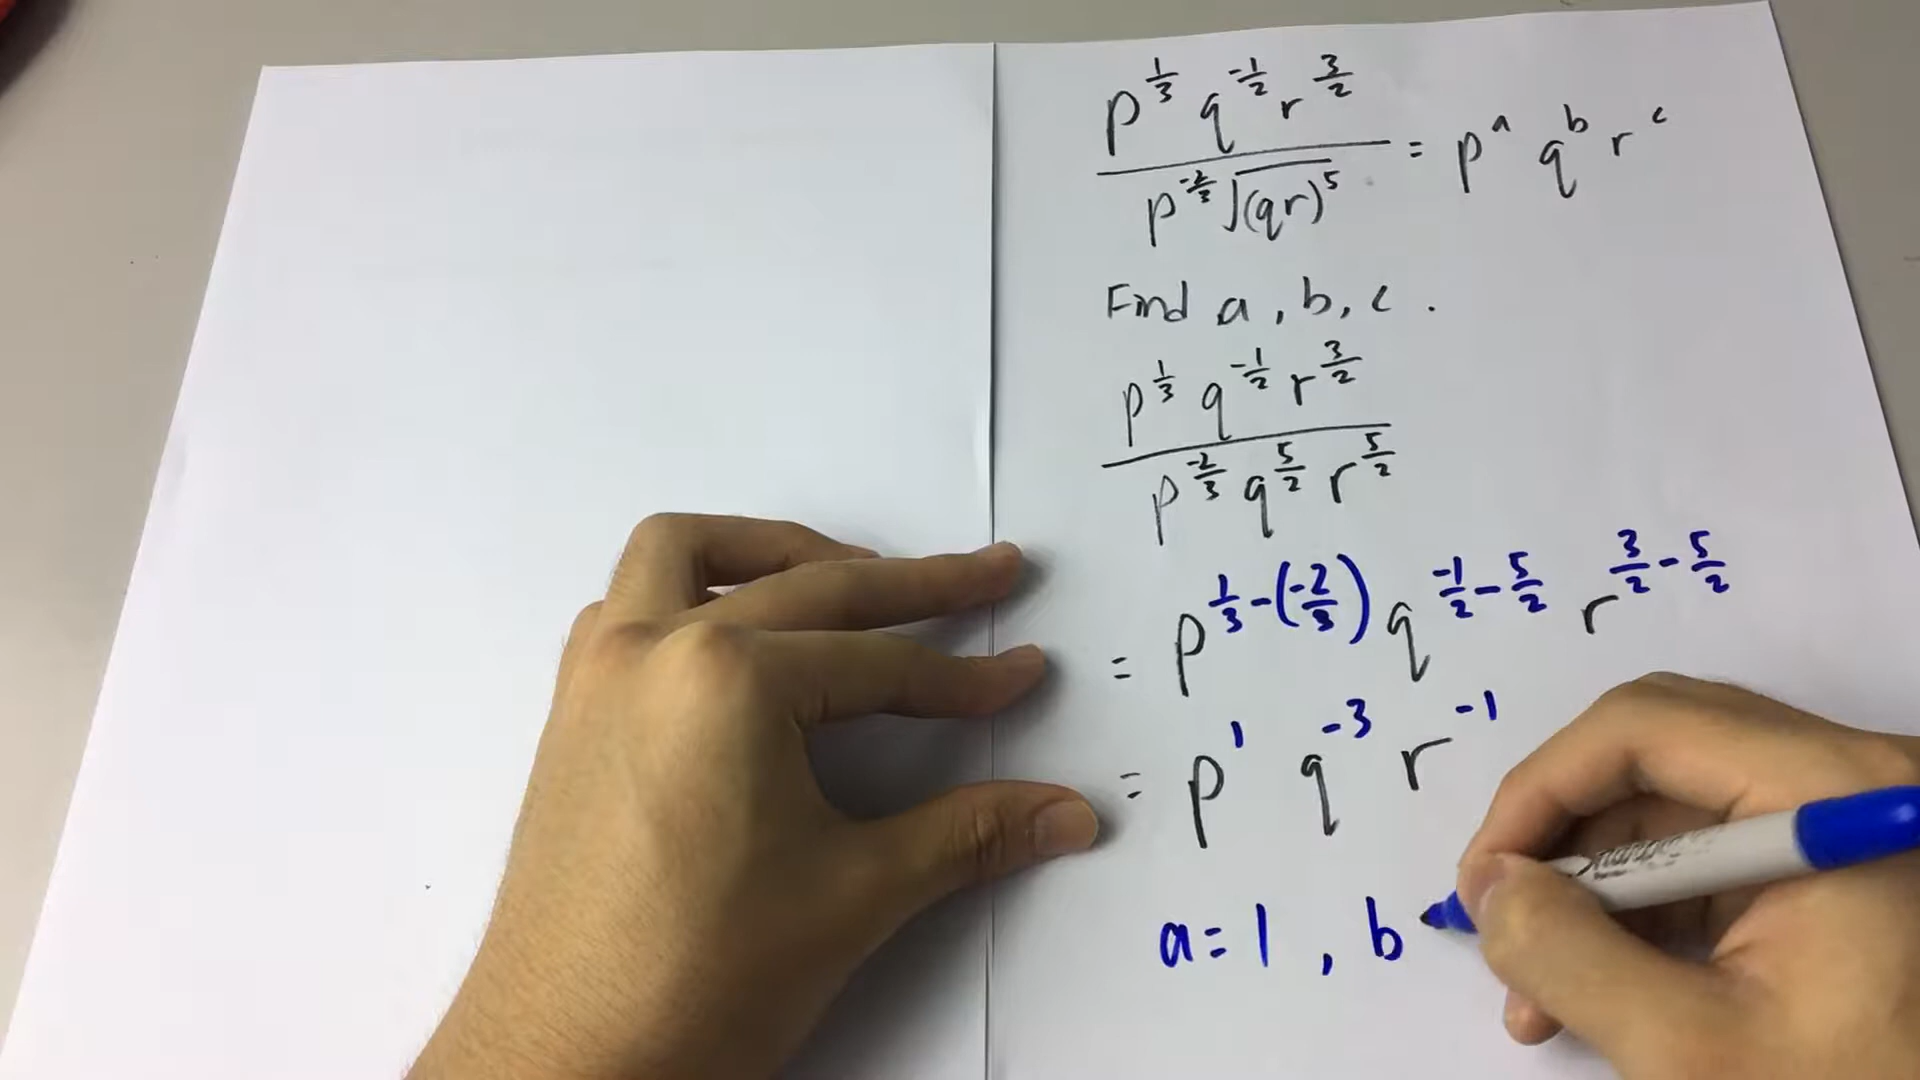 p^{1/3} q^{-1/2} r^{3/2} / p^{-2/3} √(qr)^5 = p^a q^b r^c
Find a, b, c.
p^{1/3} q^{-1/2} r^{3/2} / p^{-2/3} q^{5/2} r^{5/2}
= p^{1/3 - (-2/3)} q^{-1/2 - 5/2} r^{3/2 - 5/2}
= p^1 q^{-3} r^{-1}
a = 1, b